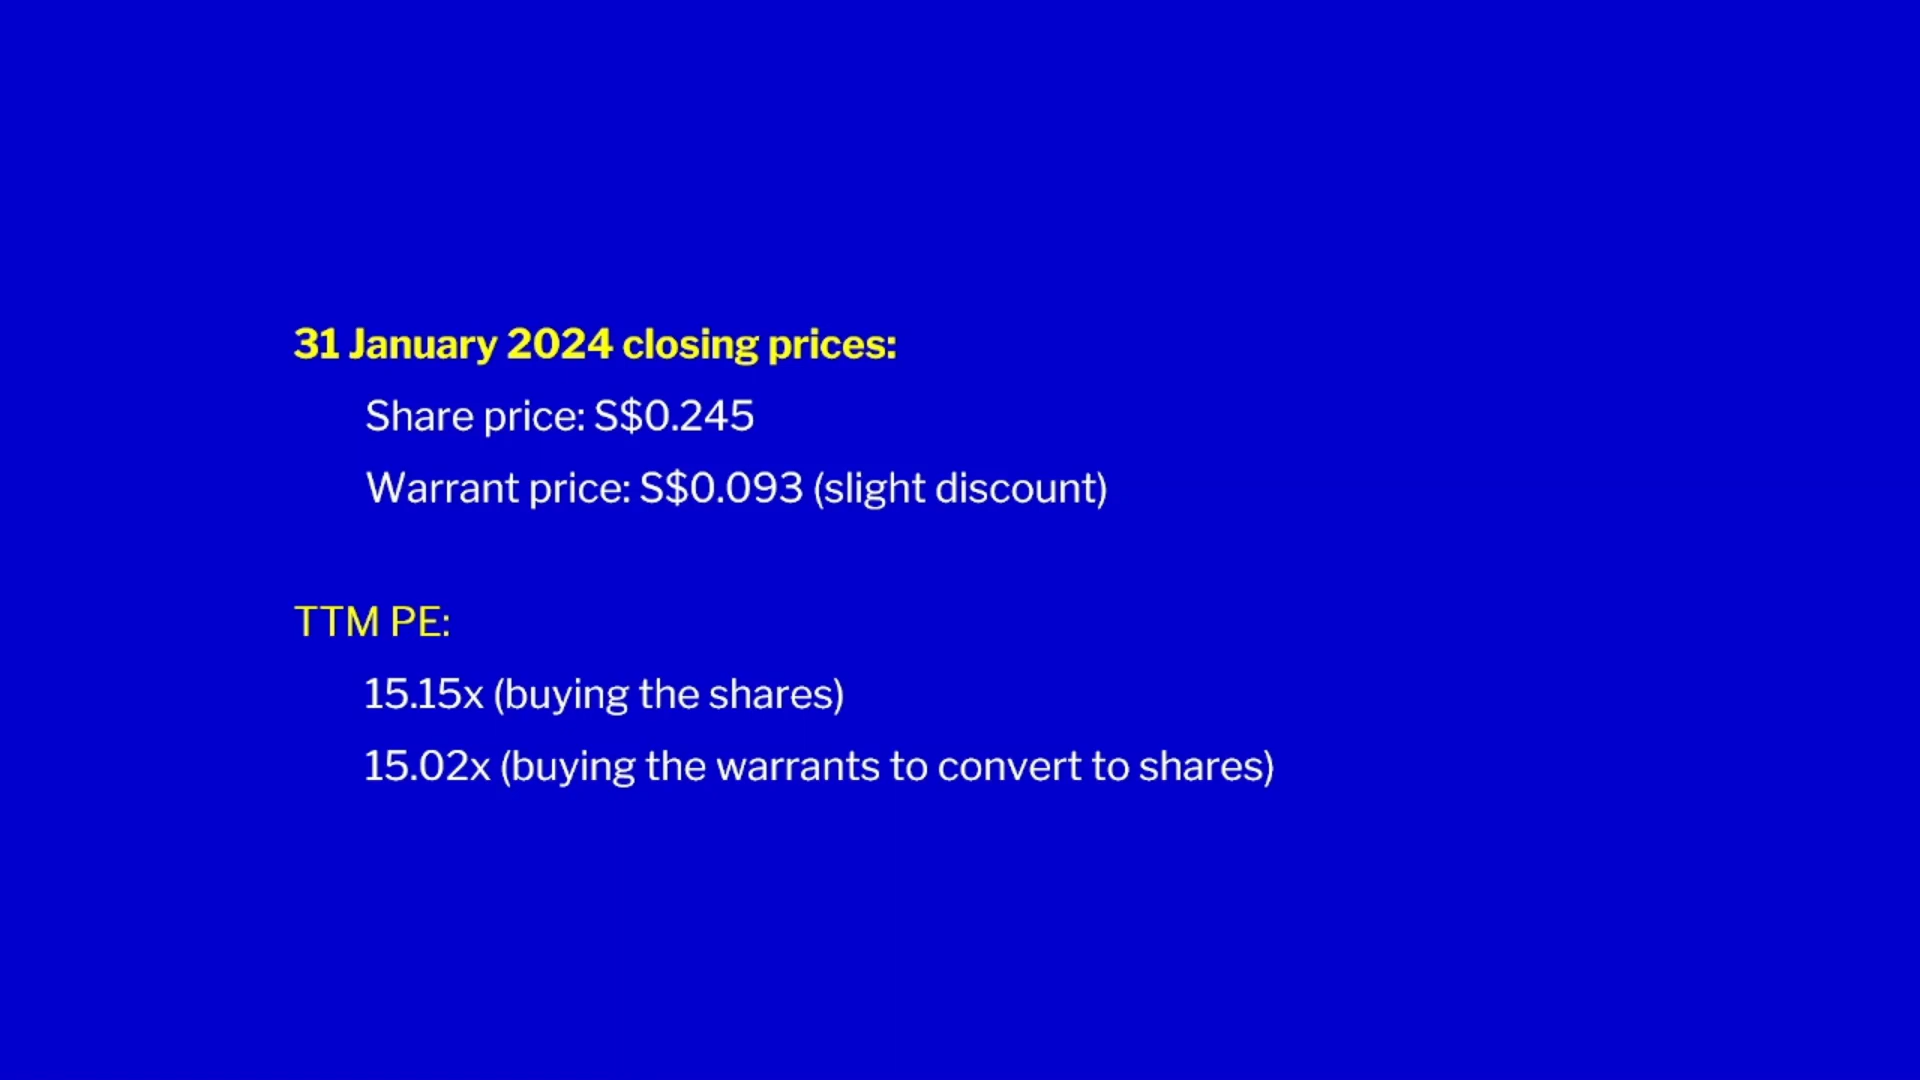 31 January 2024 closing prices:
Share price: S$0.245
Warrant price: S$0.093 (slight discount)
TTM PE:
15.15x (buying the shares)
15.02x (buying the warrants to convert to shares)